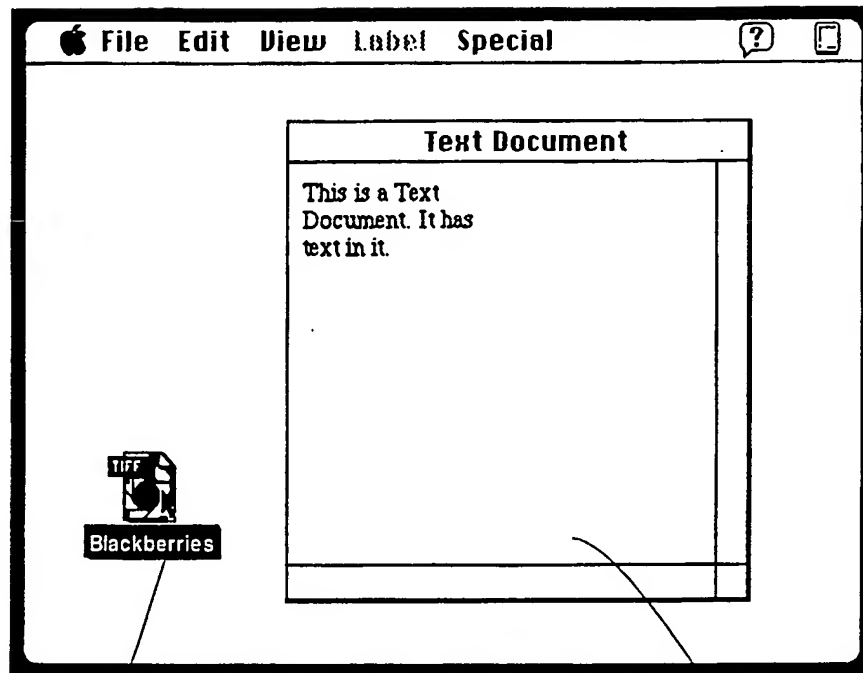 File Edit View Label Special ?
Text Document
This is a Text
Document. It has
text in it.
TIFF
Blackberries